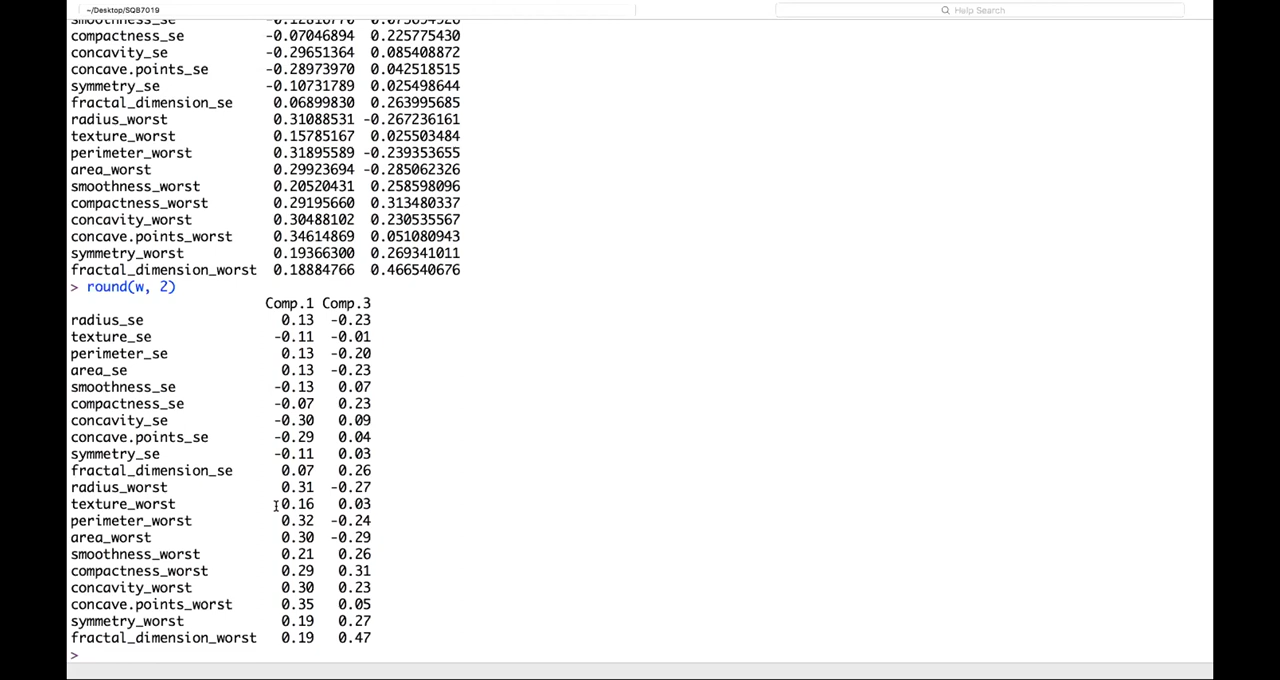 ~/Desktop/SQB7019
Help Search
compactness_se -0.07046894 0.225775430
concavity_se -0.29651364 0.085408872
concave.points_se -0.28973970 0.042518515
symmetry_se -0.10731789 0.025498644
fractal_dimension_se 0.06899830 0.263995685
radius_worst 0.31088531 -0.267236161
texture_worst 0.15785167 0.025503484
perimeter_worst 0.31895589 -0.239353655
area_worst 0.29923694 -0.285062326
smoothness_worst 0.20520431 0.258598096
compactness_worst 0.29195660 0.313480337
concavity_worst 0.30488102 0.230535567
concave.points_worst 0.34614869 0.051080943
symmetry_worst 0.19366300 0.269341011
fractal_dimension_worst 0.18884766 0.466540676
> round(w, 2)
Comp.1 Comp.3
radius_se 0.13 -0.23
texture_se -0.11 -0.01
perimeter_se 0.13 -0.20
area_se 0.13 -0.23
smoothness_se -0.13 0.07
compactness_se -0.07 0.23
concavity_se -0.30 0.09
concave.points_se -0.29 0.04
symmetry_se -0.11 0.03
fractal_dimension_se 0.07 0.26
radius_worst 0.31 -0.27
texture_worst 0.16 0.03
perimeter_worst 0.32 -0.24
area_worst 0.30 -0.29
smoothness_worst 0.21 0.26
compactness_worst 0.29 0.31
concavity_worst 0.30 0.23
concave.points_worst 0.35 0.05
symmetry_worst 0.19 0.27
fractal_dimension_worst 0.19 0.47
>